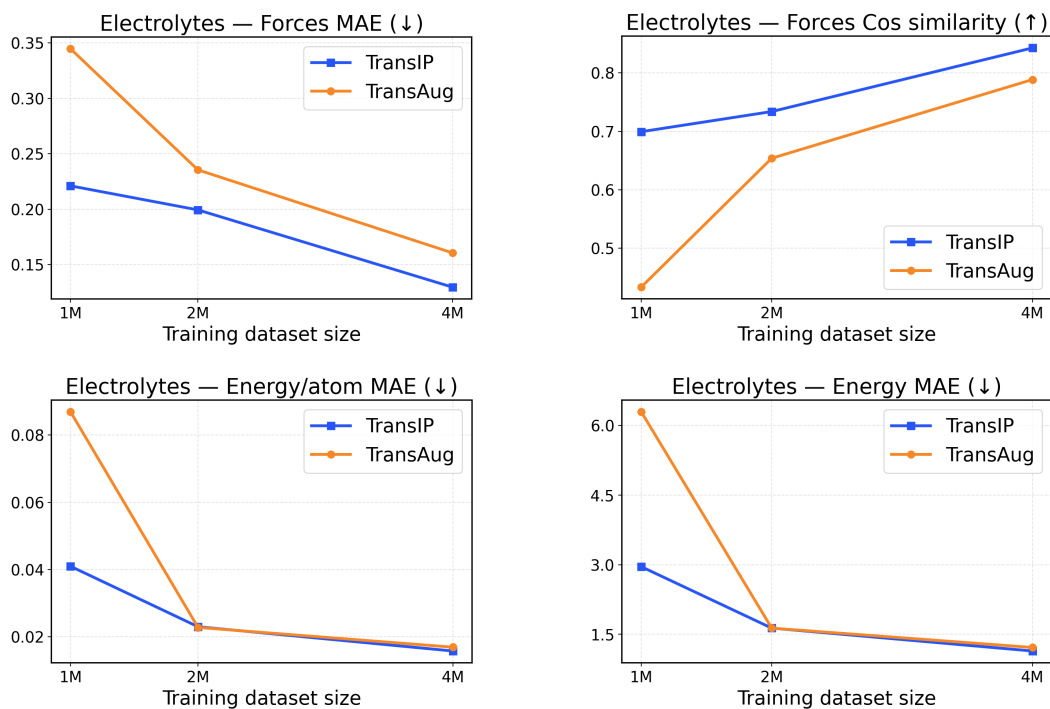 Electrolytes — Forces MAE (↓)
0.35
0.30
0.25
0.20
0.15
TransIP
TransAug
1M
2M
4M
Training dataset size
Electrolytes — Forces Cos similarity (↑)
0.8
0.7
0.6
0.5
TransIP
TransAug
1M
2M
4M
Training dataset size
Electrolytes — Energy/atom MAE (↓)
0.08
0.06
0.04
0.02
TransIP
TransAug
1M
2M
4M
Training dataset size
Electrolytes — Energy MAE (↓)
6.0
4.5
3.0
1.5
TransIP
TransAug
1M
2M
4M
Training dataset size